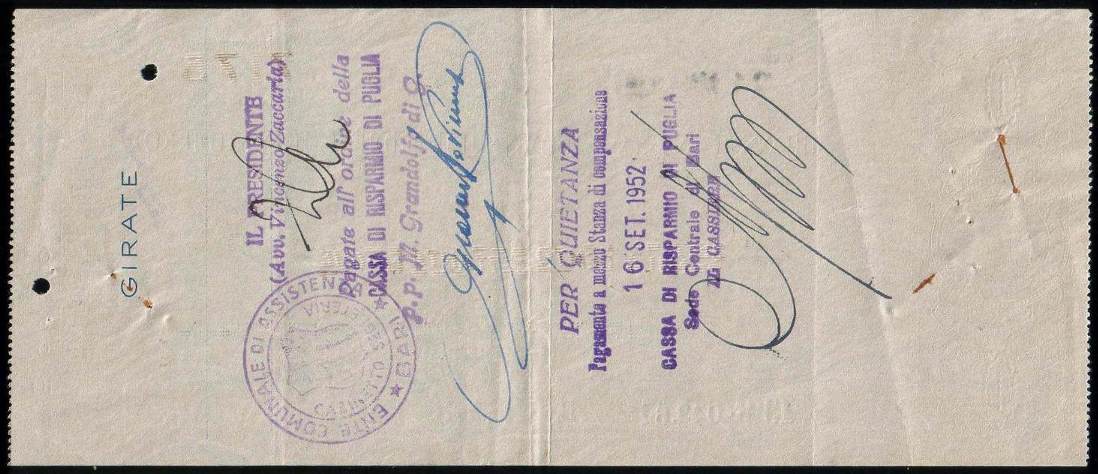 GIRATE
IL PRESIDENTE
(Avv. Vincenzo Zaccaria)
Pagate all'ordine della
CASSA DI RISPARMIO DI PUGLIA
p.p. M. Grandolfo di G.
ENTE COMUNALE DI ASSISTENZA ★ BARI ★
SEGRETERIA
PER QUIETANZA
Pagamento a mezzo Stanza di compensazione
16 SET. 1952
CASSA DI RISPARMIO DI PUGLIA
Sede Centrale di Bari
IL CASSIERE